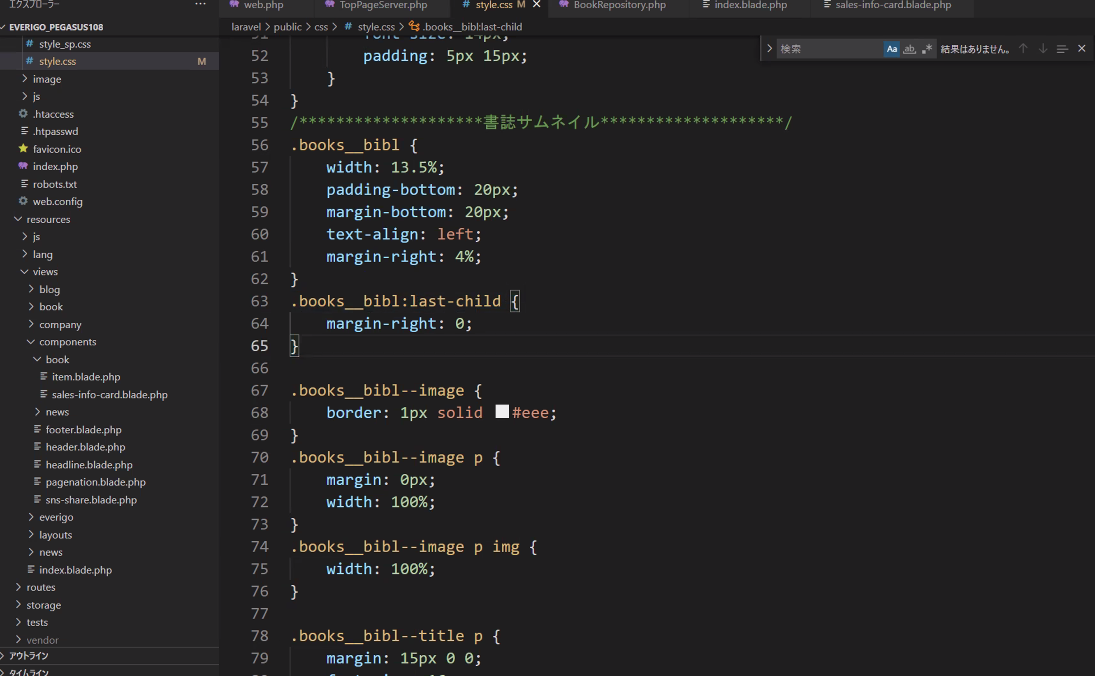 エクスプローラー ···
EVERIGO_PEGASUS108
# style_sp.css
# style.css M
image
js
.htaccess
.htpasswd
favicon.ico
index.php
robots.txt
web.config
resources
js
lang
views
blog
book
company
components
book
item.blade.php
sales-info-card.blade.php
news
footer.blade.php
header.blade.php
headline.blade.php
pagenation.blade.php
sns-share.blade.php
everigo
layouts
news
index.blade.php
routes
storage
tests
vendor
アウトライン
タイムライン
web.php TopPageServer.php # style.css M × BookRepository.php index.blade.php sales-info-card.blade.php
laravel > public > css > # style.css > .books__bibl:last-child
検索 Aa ab .* 結果はありません。
51 font-size: 14px;
52 padding: 5px 15px;
53 }
54 }
55 /********************書誌サムネイル********************/
56 .books__bibl {
57 width: 13.5%;
58 padding-bottom: 20px;
59 margin-bottom: 20px;
60 text-align: left;
61 margin-right: 4%;
62 }
63 .books__bibl:last-child {
64 margin-right: 0;
65 }
66
67 .books__bibl--image {
68 border: 1px solid #eee;
69 }
70 .books__bibl--image p {
71 margin: 0px;
72 width: 100%;
73 }
74 .books__bibl--image p img {
75 width: 100%;
76 }
77
78 .books__bibl--title p {
79 margin: 15px 0 0;